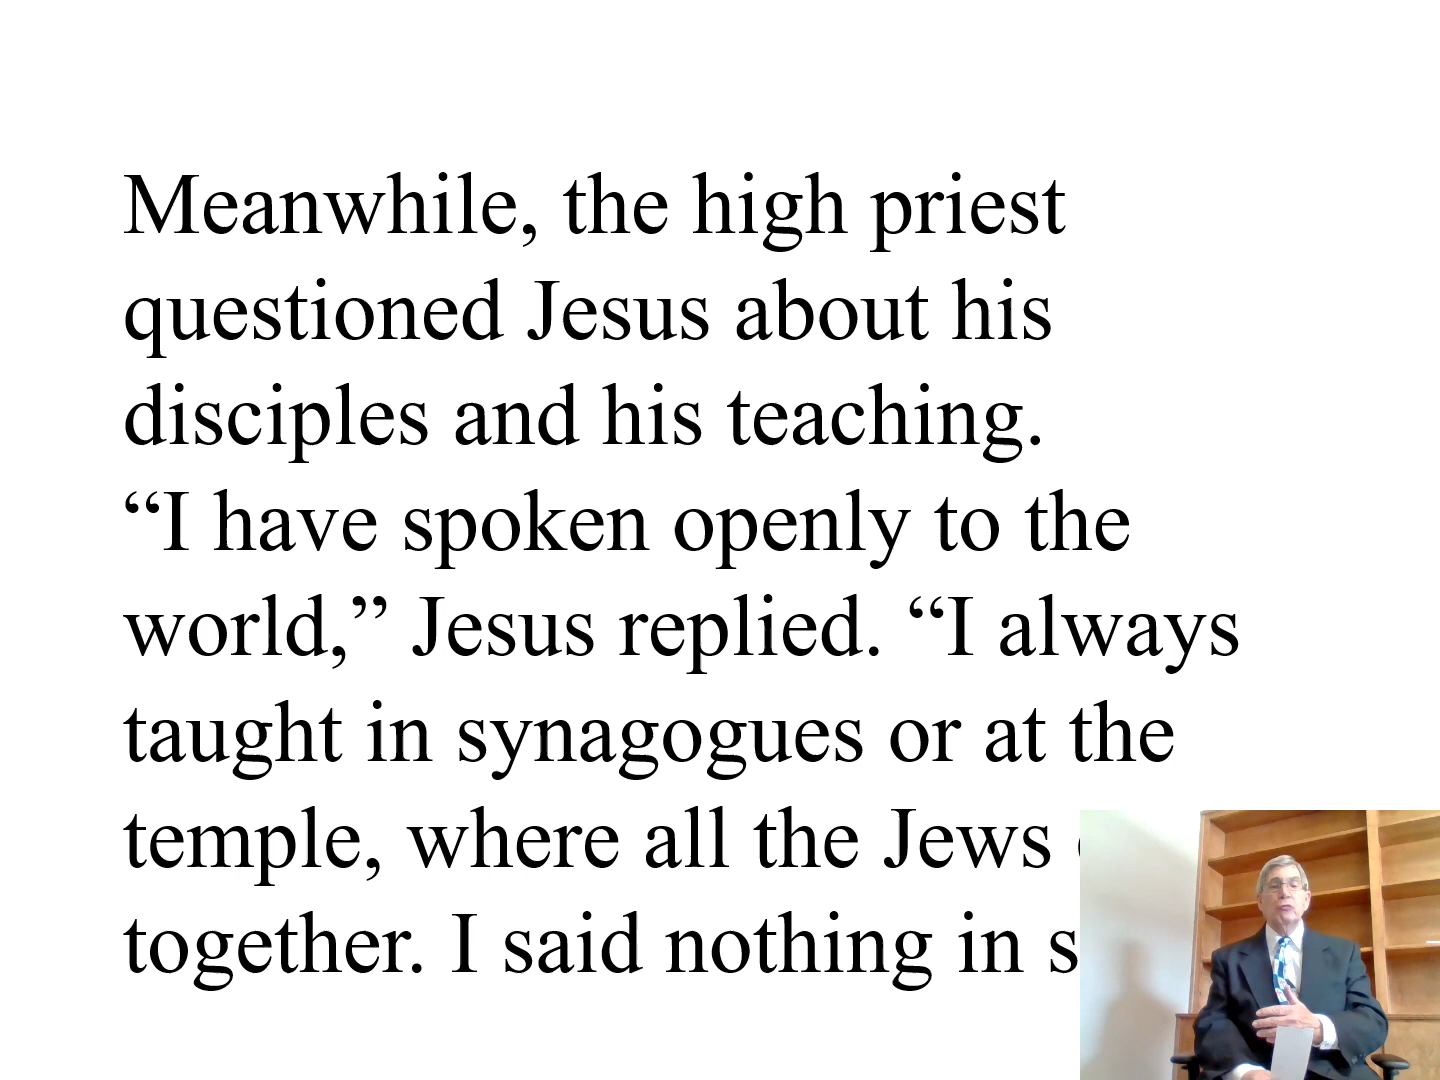 Meanwhile, the high priest
questioned Jesus about his
disciples and his teaching.
“I have spoken openly to the
world,” Jesus replied. “I always
taught in synagogues or at the
temple, where all the Jews
together. I said nothing in